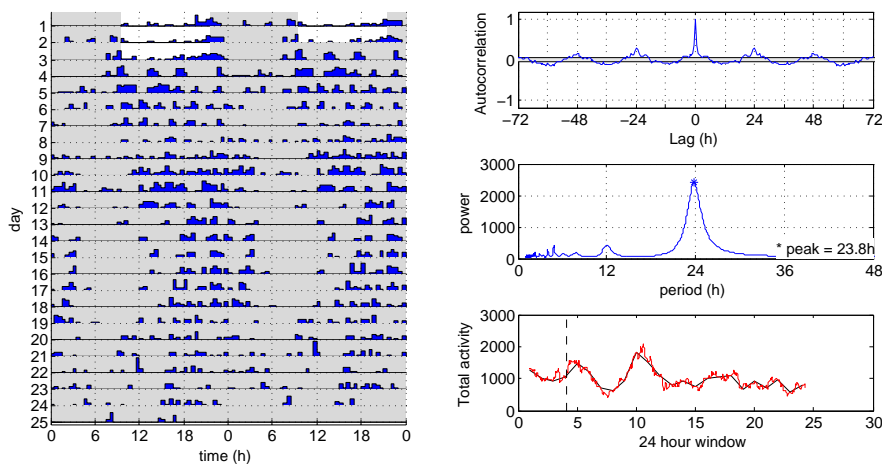 day
1
2
3
4
5
6
7
8
9
10
11
12
13
14
15
16
17
18
19
20
21
22
23
24
25
0 6 12 18 0 6 12 18 0
time (h)
Autocorrelation
1
0
−1
−72 −48 −24 0 24 48 72
Lag (h)
power
3000
2000
1000
0
* peak = 23.8h
0 12 24 36 48
period (h)
Total activity
3000
2000
1000
0
0 5 10 15 20 25 30
24 hour window